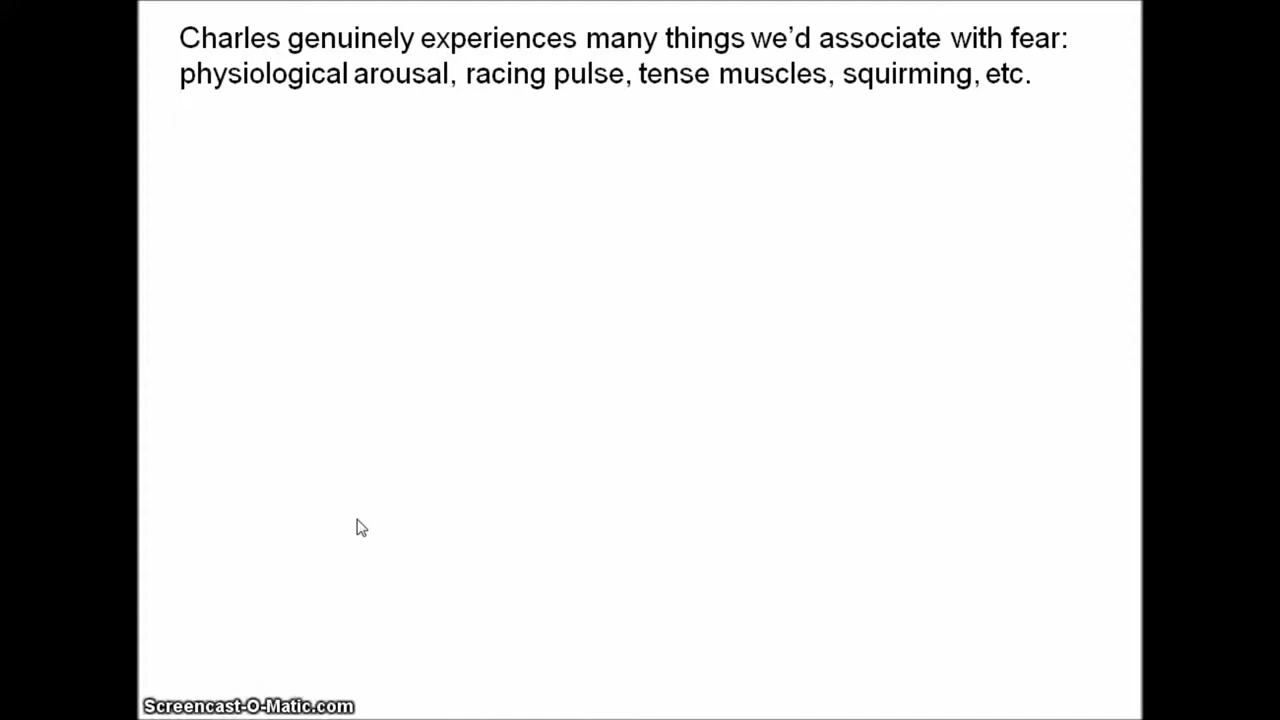 Charles genuinely experiences many things we’d associate with fear:
physiological arousal, racing pulse, tense muscles, squirming, etc.
Screencast-O-Matic.com